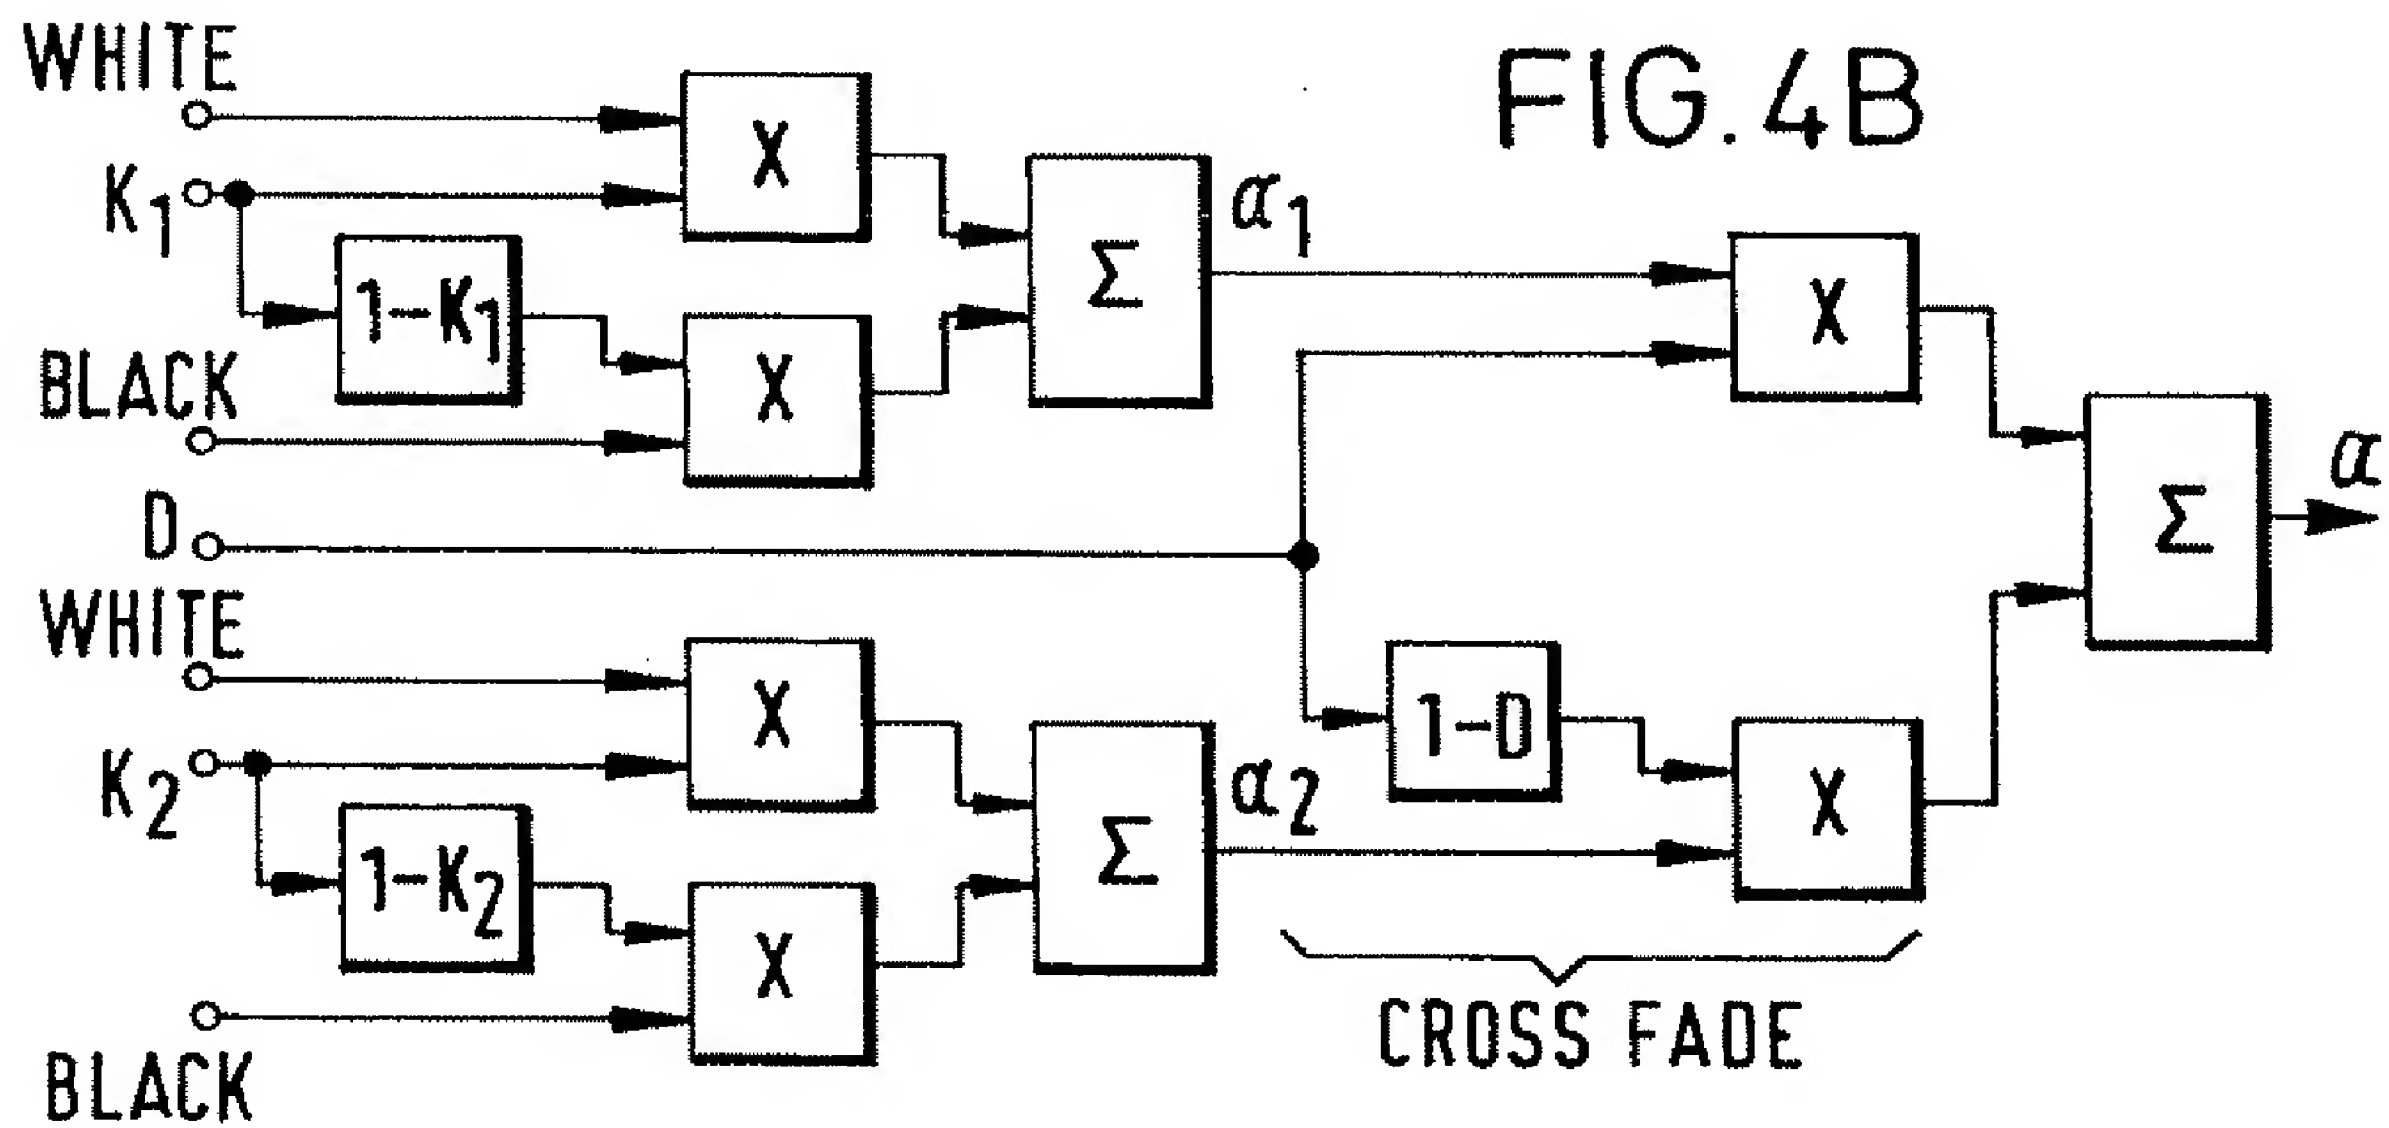 WHITE
FIG. 4B
X
K1
α1
Σ
1-K1
X
BLACK
X
D
α
Σ
WHITE
X
1-D
K2
α2
X
Σ
1-K2
X
CROSS FADE
BLACK